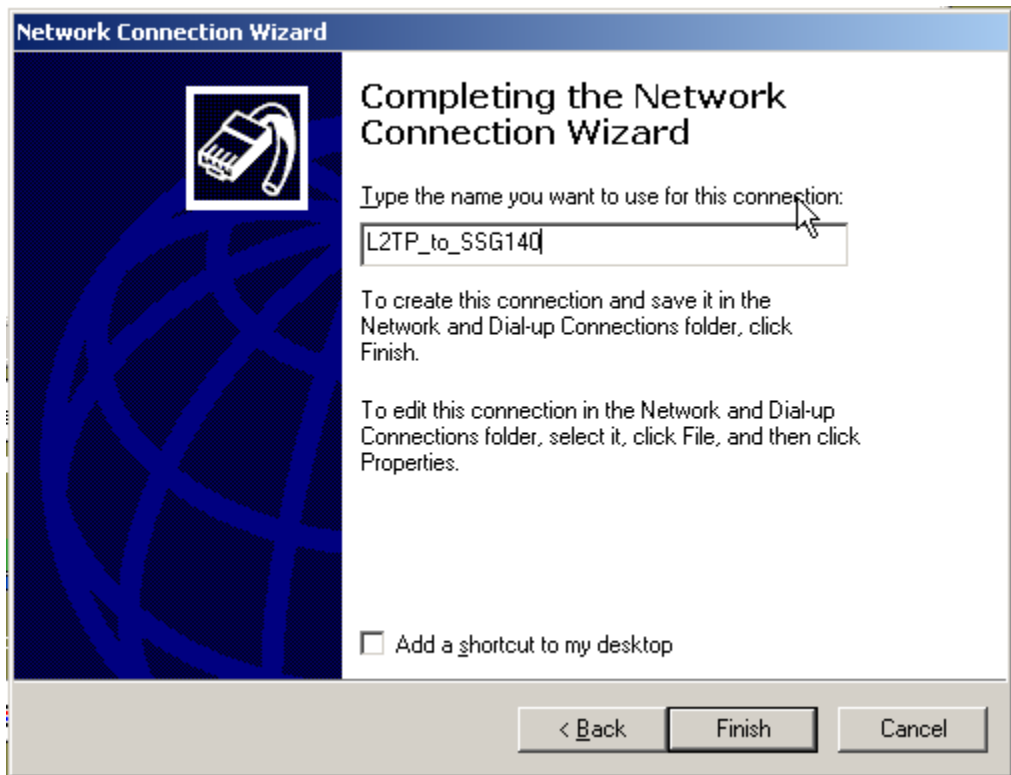 Network Connection Wizard
Completing the Network
Connection Wizard
Type the name you want to use for this connection:
L2TP_to_SSG140
To create this connection and save it in the
Network and Dial-up Connections folder, click
Finish.
To edit this connection in the Network and Dial-up
Connections folder, select it, click File, and then click
Properties.
Add a shortcut to my desktop
< Back
Finish
Cancel